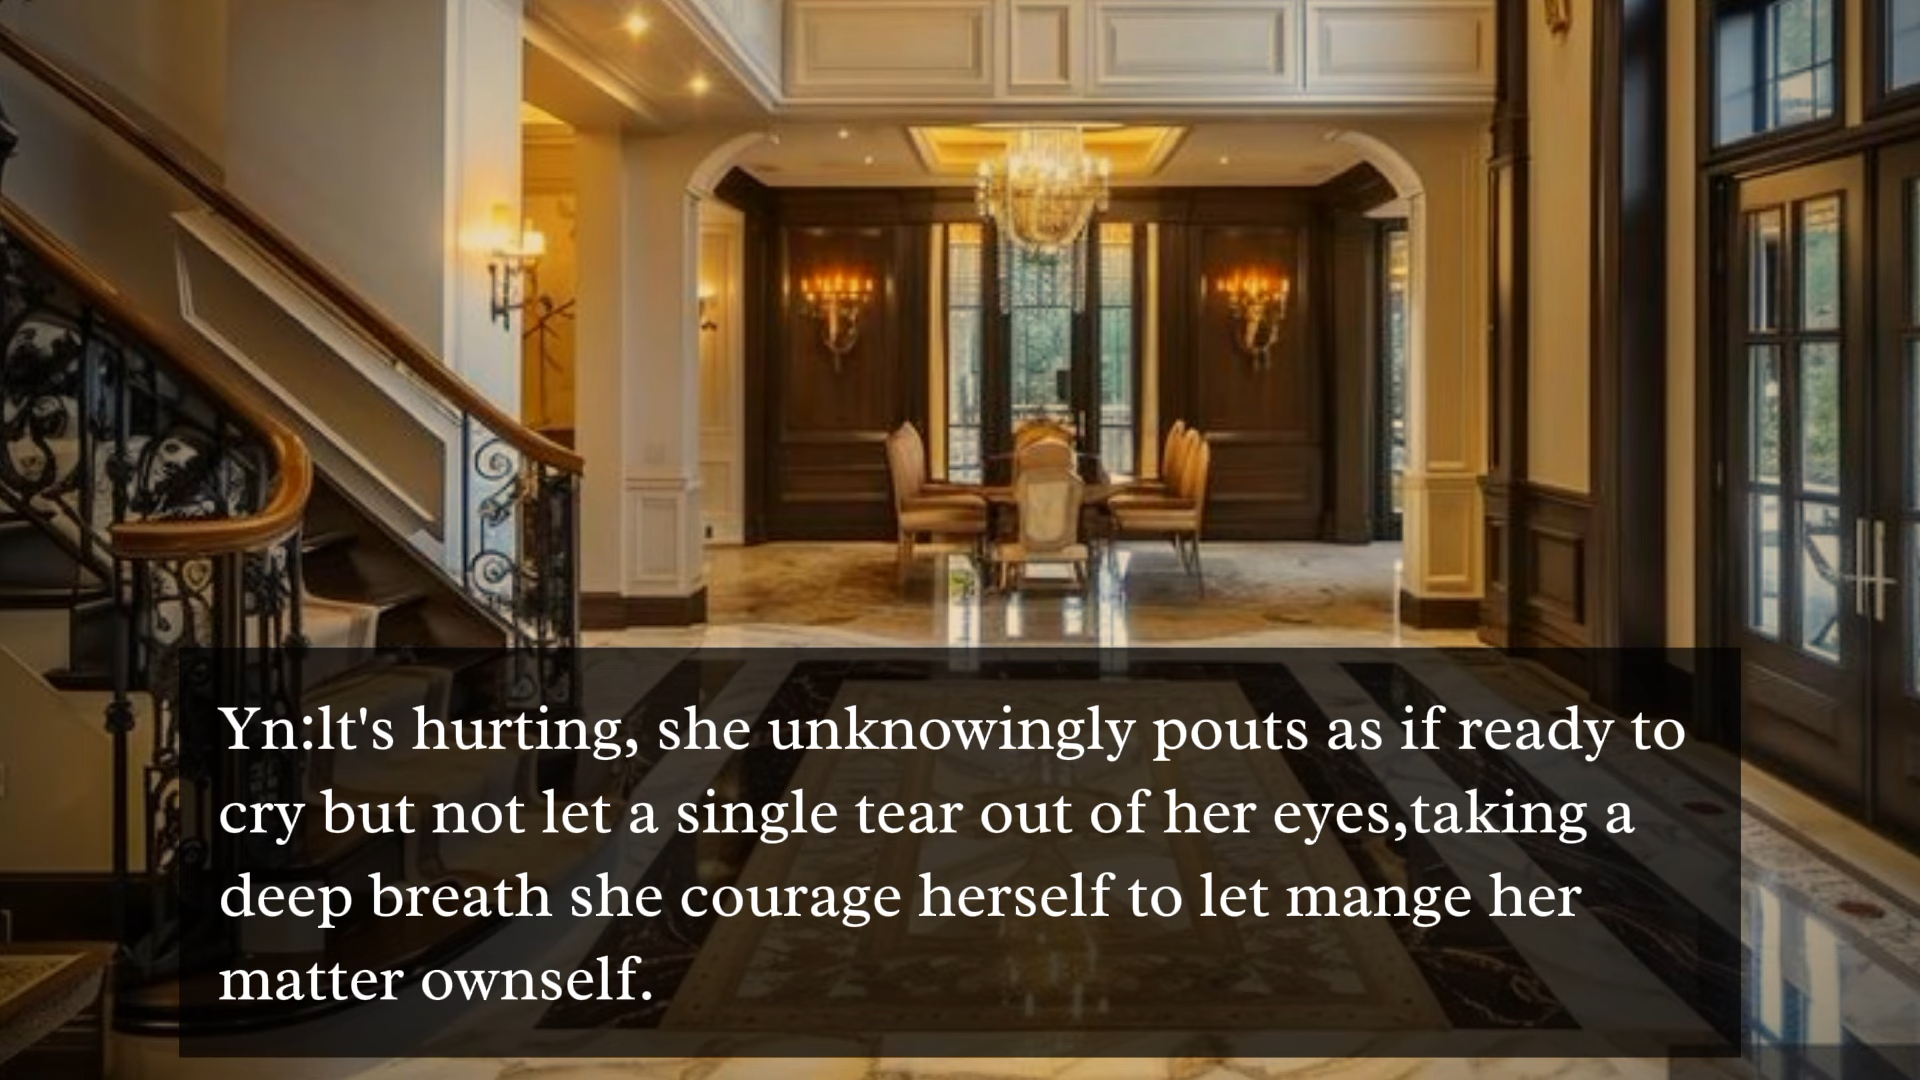 Yn:lt's hurting, she unknowingly pouts as if ready to
cry but not let a single tear out of her eyes,taking a
deep breath she courage herself to let mange her
matter ownself.